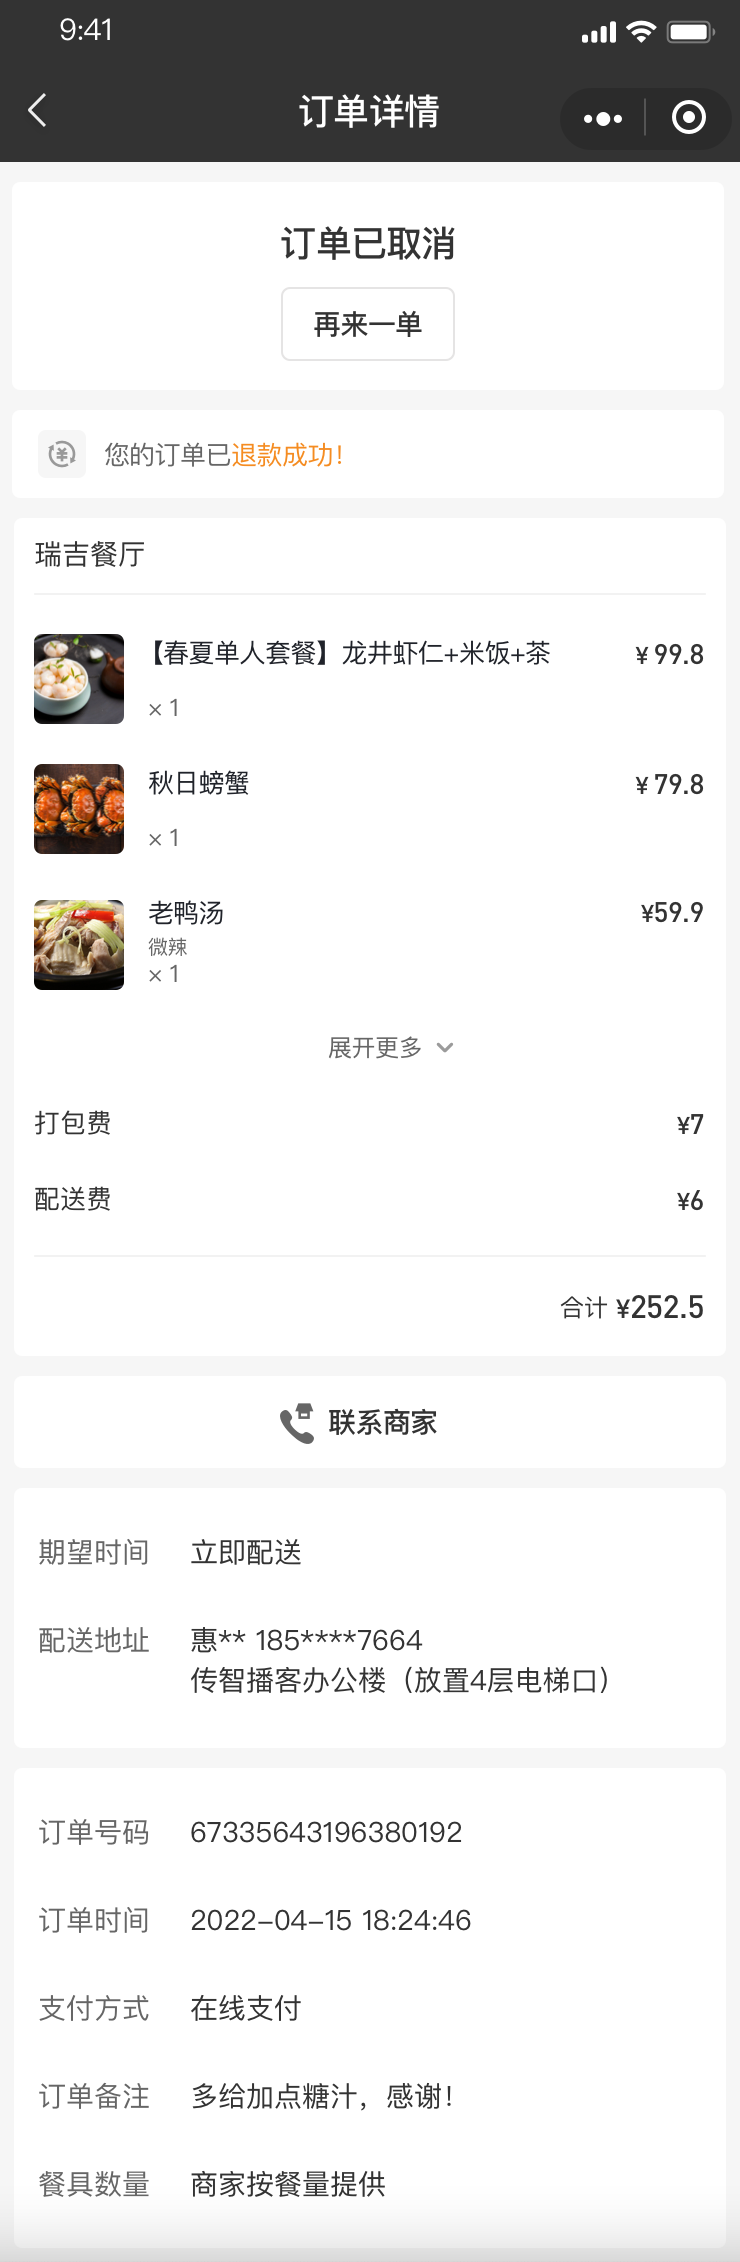 9:41
订单详情
订单已取消
再来一单
您的订单已退款成功！
瑞吉餐厅
【春夏单人套餐】龙井虾仁+米饭+茶 ¥ 99.8
× 1
秋日螃蟹 ¥ 79.8
× 1
老鸭汤 ¥59.9
微辣
× 1
展开更多
打包费 ¥7
配送费 ¥6
合计 ¥252.5
联系商家
期望时间 立即配送
配送地址 惠** 185****7664
传智播客办公楼（放置4层电梯口）
订单号码 67335643196380192
订单时间 2022-04-15 18:24:46
支付方式 在线支付
订单备注 多给加点糖汁，感谢！
餐具数量 商家按餐量提供